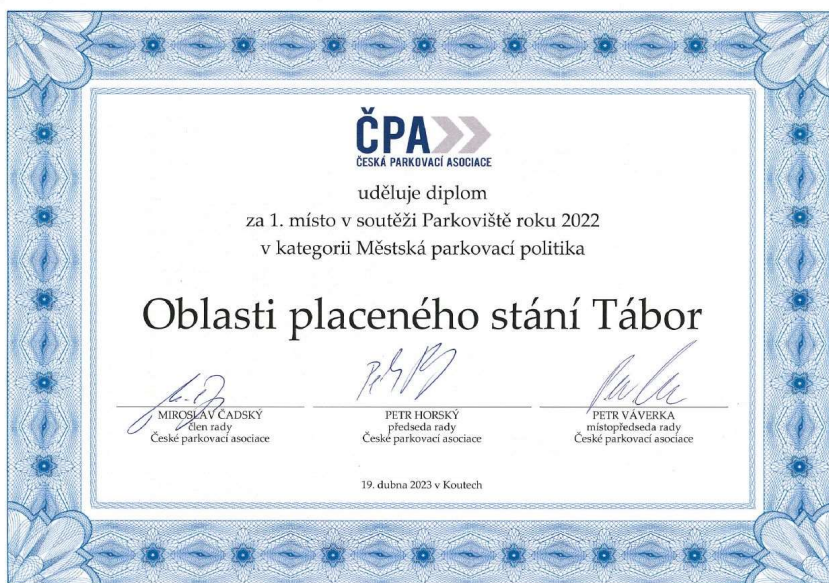 ČPA
ČESKÁ PARKOVACÍ ASOCIACE
uděluje diplom
za 1. místo v soutěži Parkoviště roku 2022
v kategorii Městská parkovací politika
Oblasti placeného stání Tábor
MIROSLAV ČADSKÝ
člen rady
České parkovací asociace
PETR HORSKÝ
předseda rady
České parkovací asociace
PETR VÁVERKA
místopředseda rady
České parkovací asociace
19. dubna 2023 v Koutech